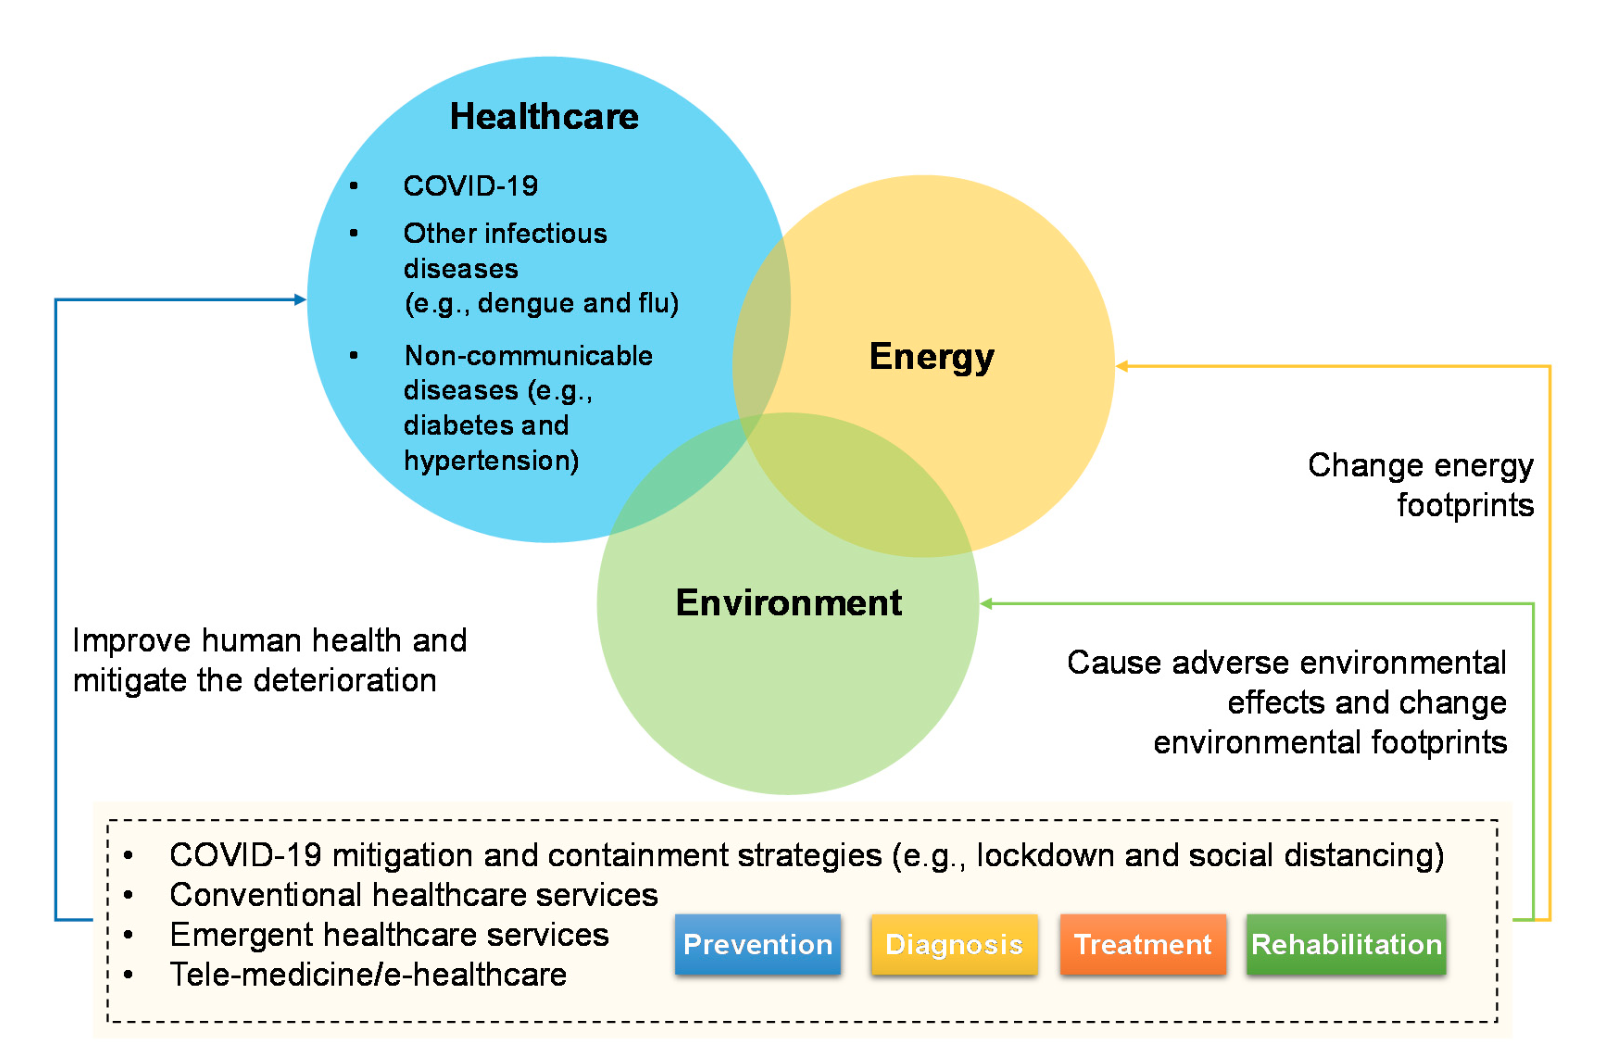 Healthcare
• COVID-19
• Other infectious
diseases
(e.g., dengue and flu)
• Non-communicable
diseases (e.g.,
diabetes and
hypertension)
Energy
Change energy
footprints
Environment
Improve human health and
mitigate the deterioration
Cause adverse environmental
effects and change
environmental footprints
• COVID-19 mitigation and containment strategies (e.g., lockdown and social distancing)
• Conventional healthcare services
• Emergent healthcare services
• Tele-medicine/e-healthcare
Prevention
Diagnosis
Treatment
Rehabilitation